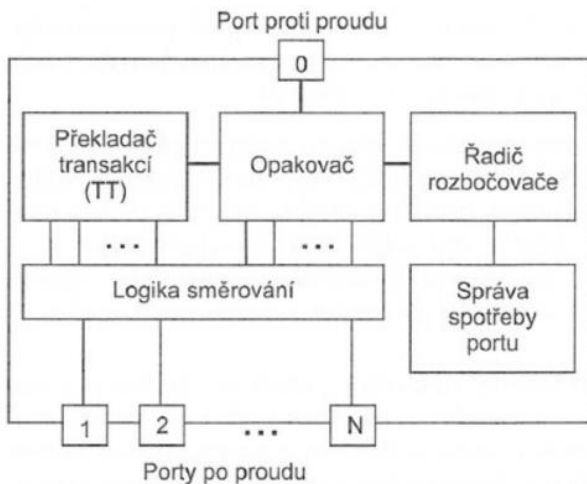 Port proti proudu
0
Překladač
transakcí
(TT)
Opakovač
Řadič
rozbočovače
...
...
Logika směrování
Správa
spotřeby
portu
1
2
...
N
Porty po proudu